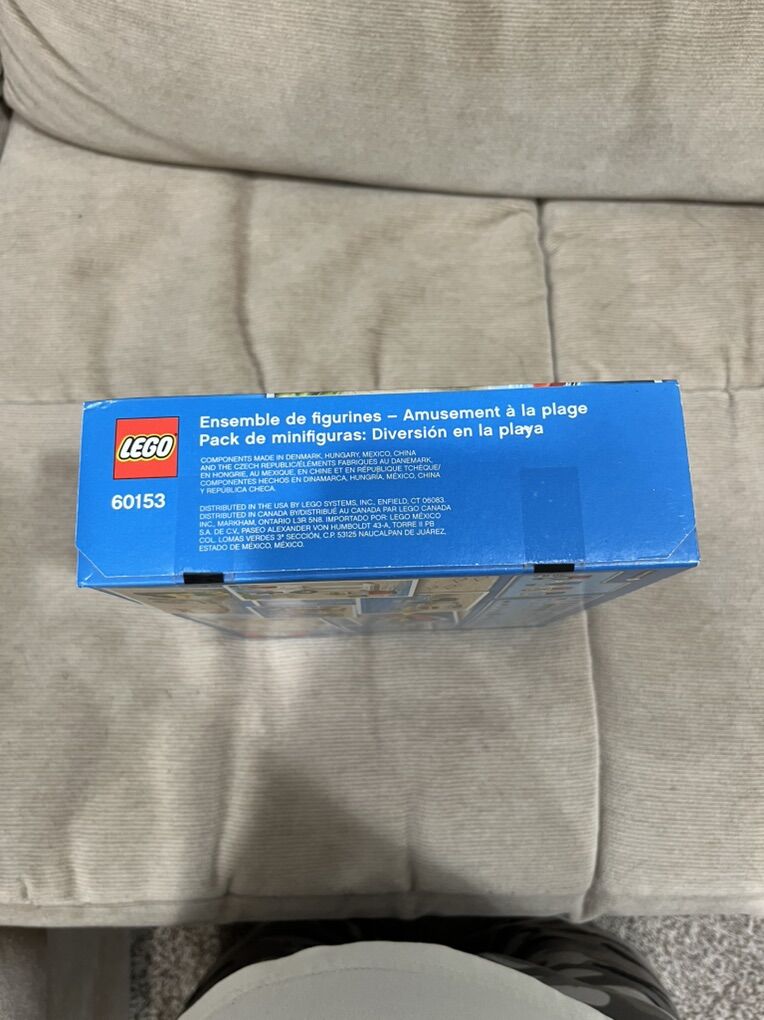 LEGO
60153
Ensemble de figurines – Amusement à la plage
Pack de minifiguras: Diversión en la playa
COMPONENTS MADE IN DENMARK, HUNGARY, MEXICO, CHINA
AND THE CZECH REPUBLIC/ÉLÉMENTS FABRIQUÉS AU DANEMARK,
EN HONGRIE, AU MEXIQUE, EN CHINE ET EN RÉPUBLIQUE TCHÈQUE/
COMPONENTES HECHOS EN DINAMARCA, HUNGRÍA, MÉXICO, CHINA
Y REPÚBLICA CHECA.
DISTRIBUTED IN THE USA BY LEGO SYSTEMS, INC., ENFIELD, CT 06083.
DISTRIBUTED IN CANADA BY/DISTRIBUÉ AU CANADA PAR LEGO CANADA
INC., MARKHAM, ONTARIO L3R 5N8. IMPORTADO POR: LEGO MÉXICO
S.A. DE C.V., PASEO ALEXANDER VON HUMBOLDT 43-A, TORRE II PB
COL. LOMAS VERDES 3ª SECCIÓN, C.P. 53125 NAUCALPAN DE JUÁREZ,
ESTADO DE MÉXICO, MÉXICO.